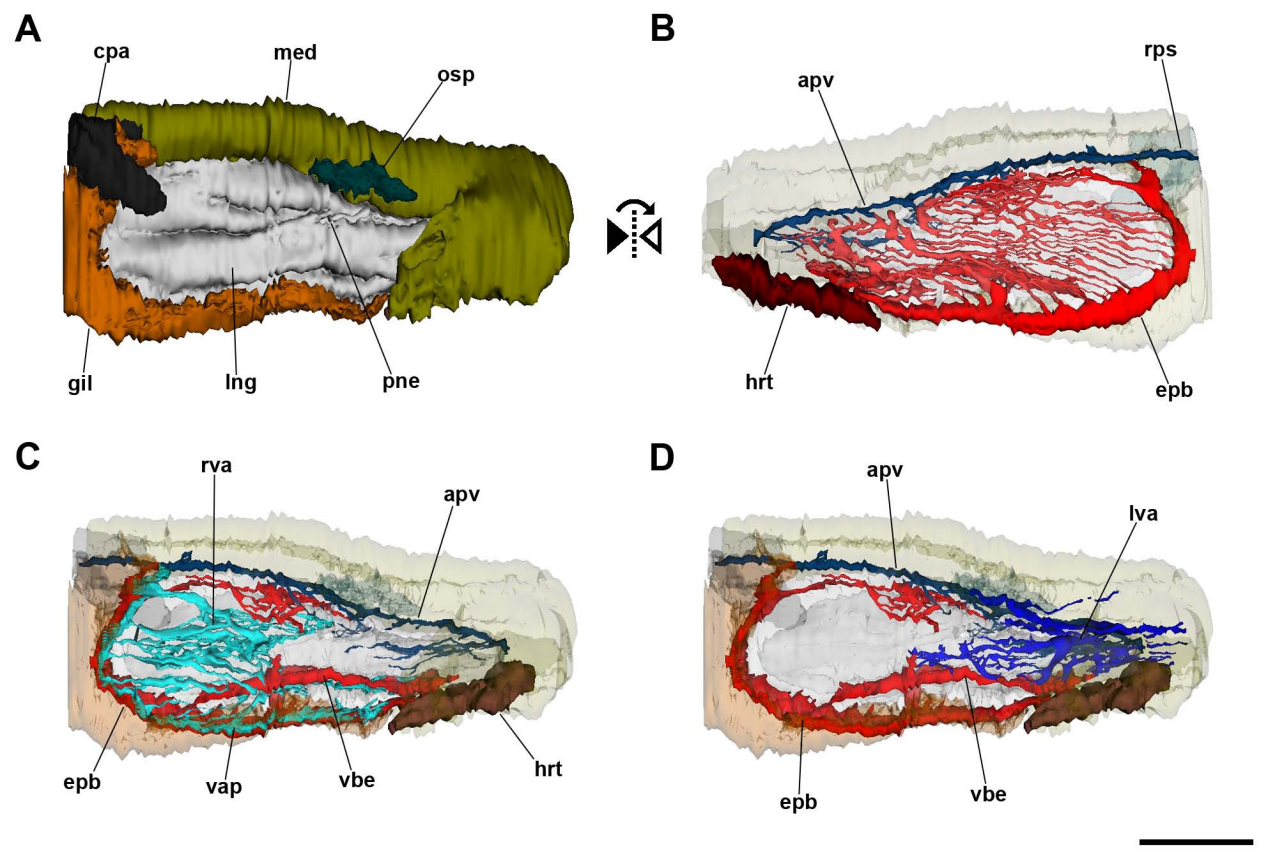 A
cpa
med
osp
gil
lng
pne
B
apv
rps
hrt
epb
C
rva
apv
epb
vap
vbe
hrt
D
apv
lva
epb
vbe